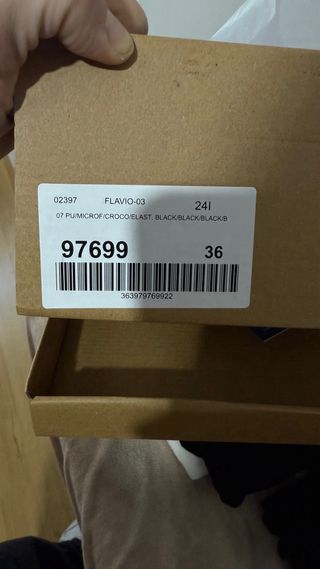 02397 FLAVIO-03 24I
07 PU/MICROF/CROCO/ELAST. BLACK/BLACK/BLACK/B
97699 36
363979769922